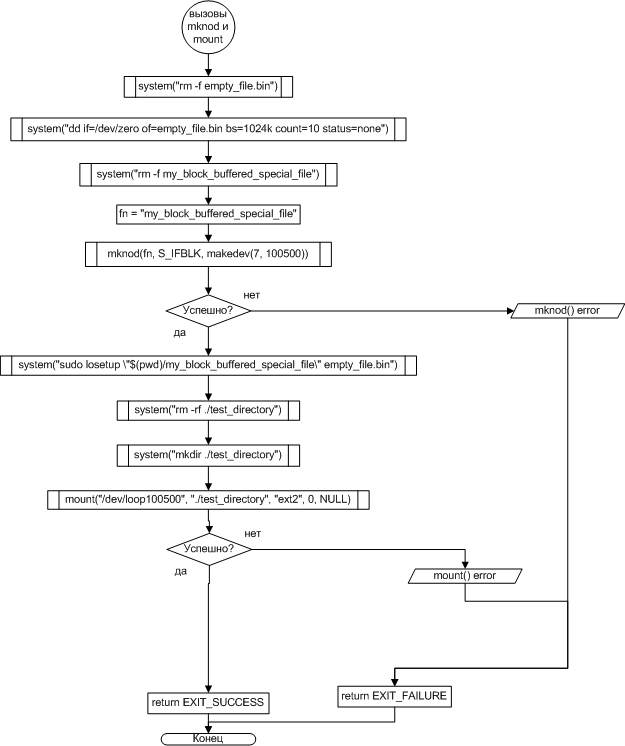 вызовы
mknod и
mount
system("rm -f empty_file.bin")
system("dd if=/dev/zero of=empty_file.bin bs=1024k count=10 status=none")
system("rm -f my_block_buffered_special_file")
fn = "my_block_buffered_special_file"
mknod(fn, S_IFBLK, makedev(7, 100500))
Успешно?
нет
mknod() error
да
system("sudo losetup \"$(pwd)/my_block_buffered_special_file\" empty_file.bin")
system("rm -rf ./test_directory")
system("mkdir ./test_directory")
mount("/dev/loop100500", "./test_directory", "ext2", 0, NULL)
Успешно?
нет
да
mount() error
return EXIT_SUCCESS
return EXIT_FAILURE
Конец